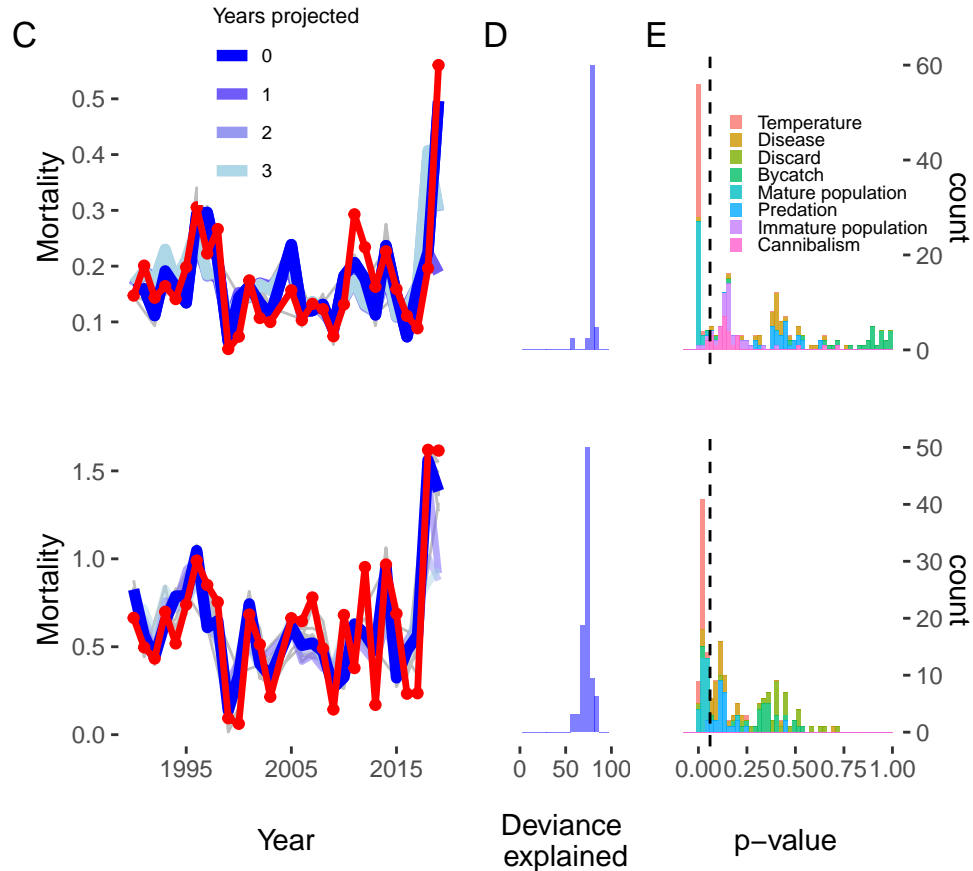 C
Years projected
0
1
2
3
Mortality
0.5
0.4
0.3
0.2
0.1
D
E
Temperature
Disease
Discard
Bycatch
Mature population
Predation
Immature population
Cannibalism
60
40
20
0
count
Mortality
1.5
1.0
0.5
0.0
1995
2005
2015
Year
0
50
100
Deviance
explained
50
40
30
20
10
0
count
0.00
0.25
0.50
0.75
1.00
p−value